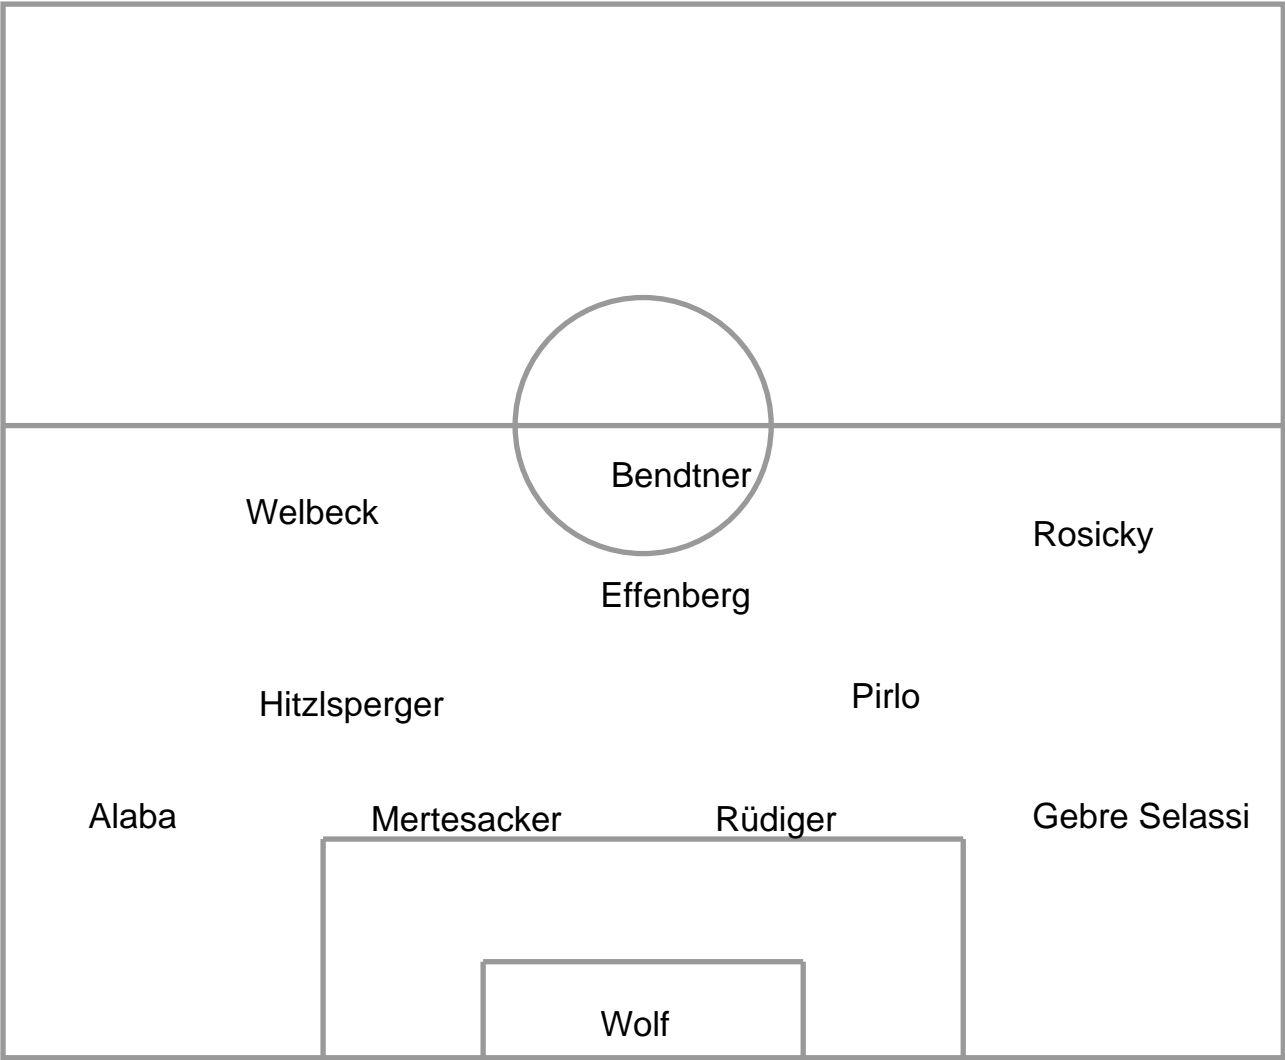 Bendtner
Welbeck
Rosicky
Effenberg
Hitzlsperger
Pirlo
Alaba
Mertesacker
Rüdiger
Gebre Selassi
Wolf